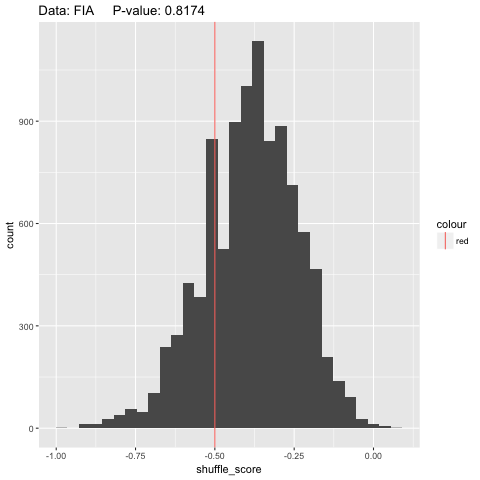 Data: FIA P-value: 0.8174
900
600
300
0
count
-1.00 -0.75 -0.50 -0.25 0.00
shuffle_score
colour
red